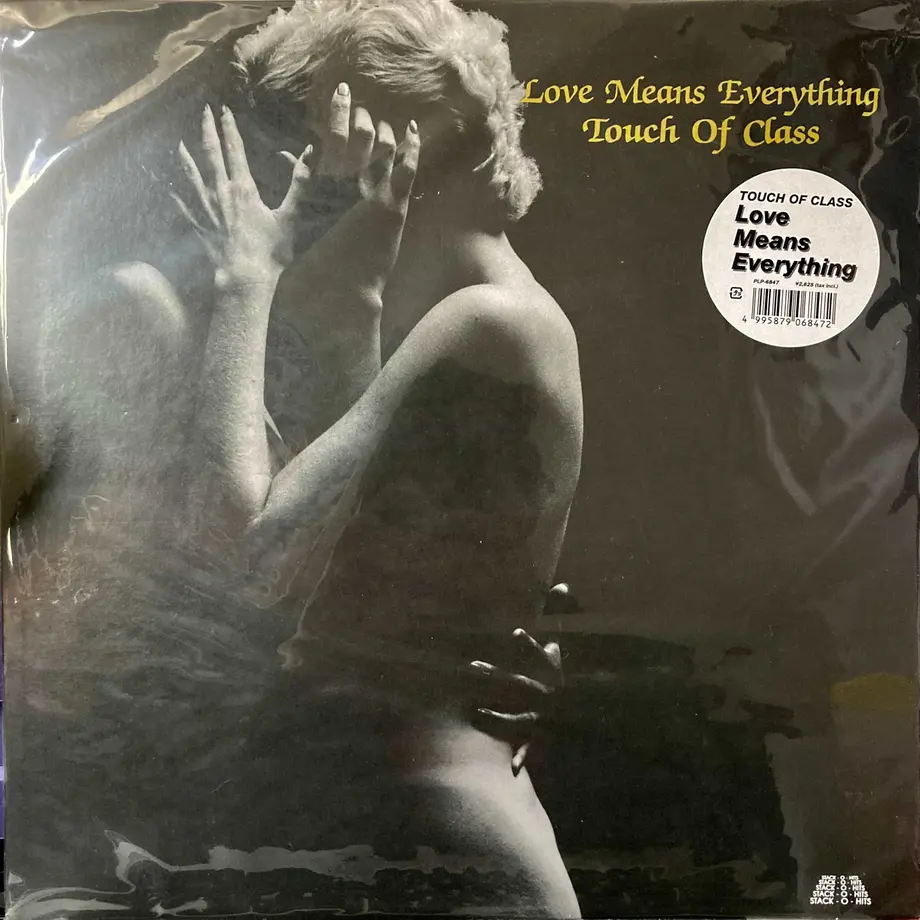 Love Means Everything
Touch Of Class
TOUCH OF CLASS
Love
Means
Everything
PLP-6847 ¥2,625 (tax incl.)
4 995879 068472
STACK - O - HITS
STACK - O - HITS
STACK - O - HITS
STACK - O - HITS
STACK - O - HITS